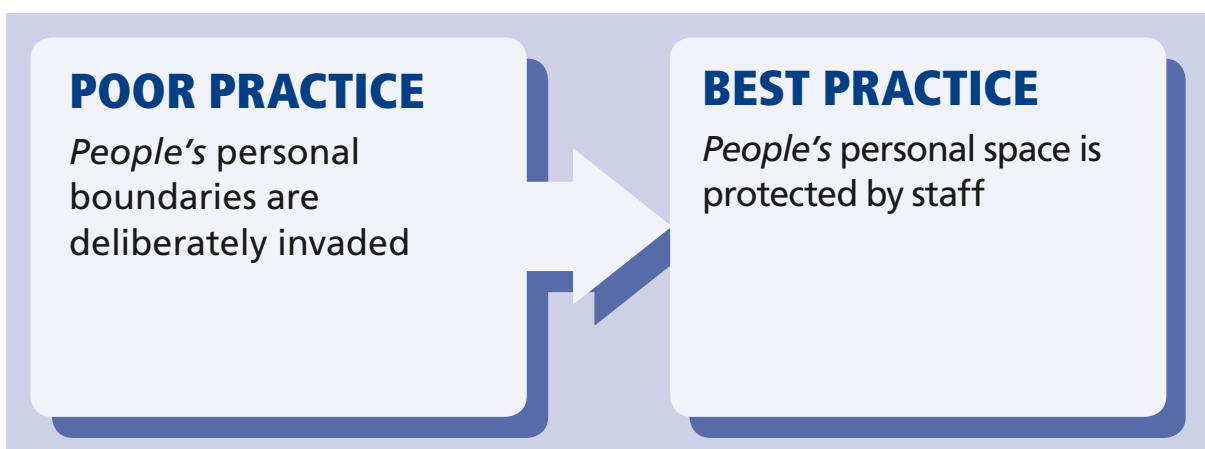 POOR PRACTICE
People's personal
boundaries are
deliberately invaded
BEST PRACTICE
People's personal space is
protected by staff